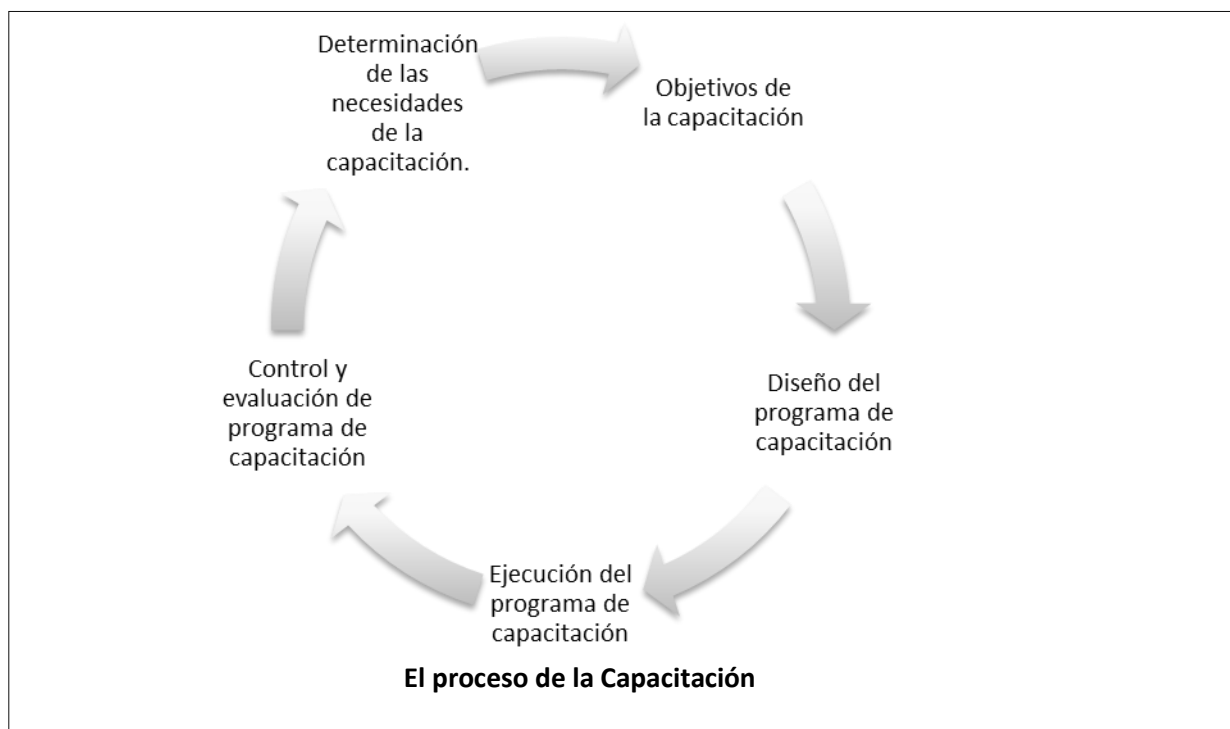 Determinación
de las
necesidades
de la
capacitación.
Objetivos de
la capacitación
Diseño del
programa de
capacitación
Ejecución del
programa de
capacitación
Control y
evaluación de
programa de
capacitación
El proceso de la Capacitación